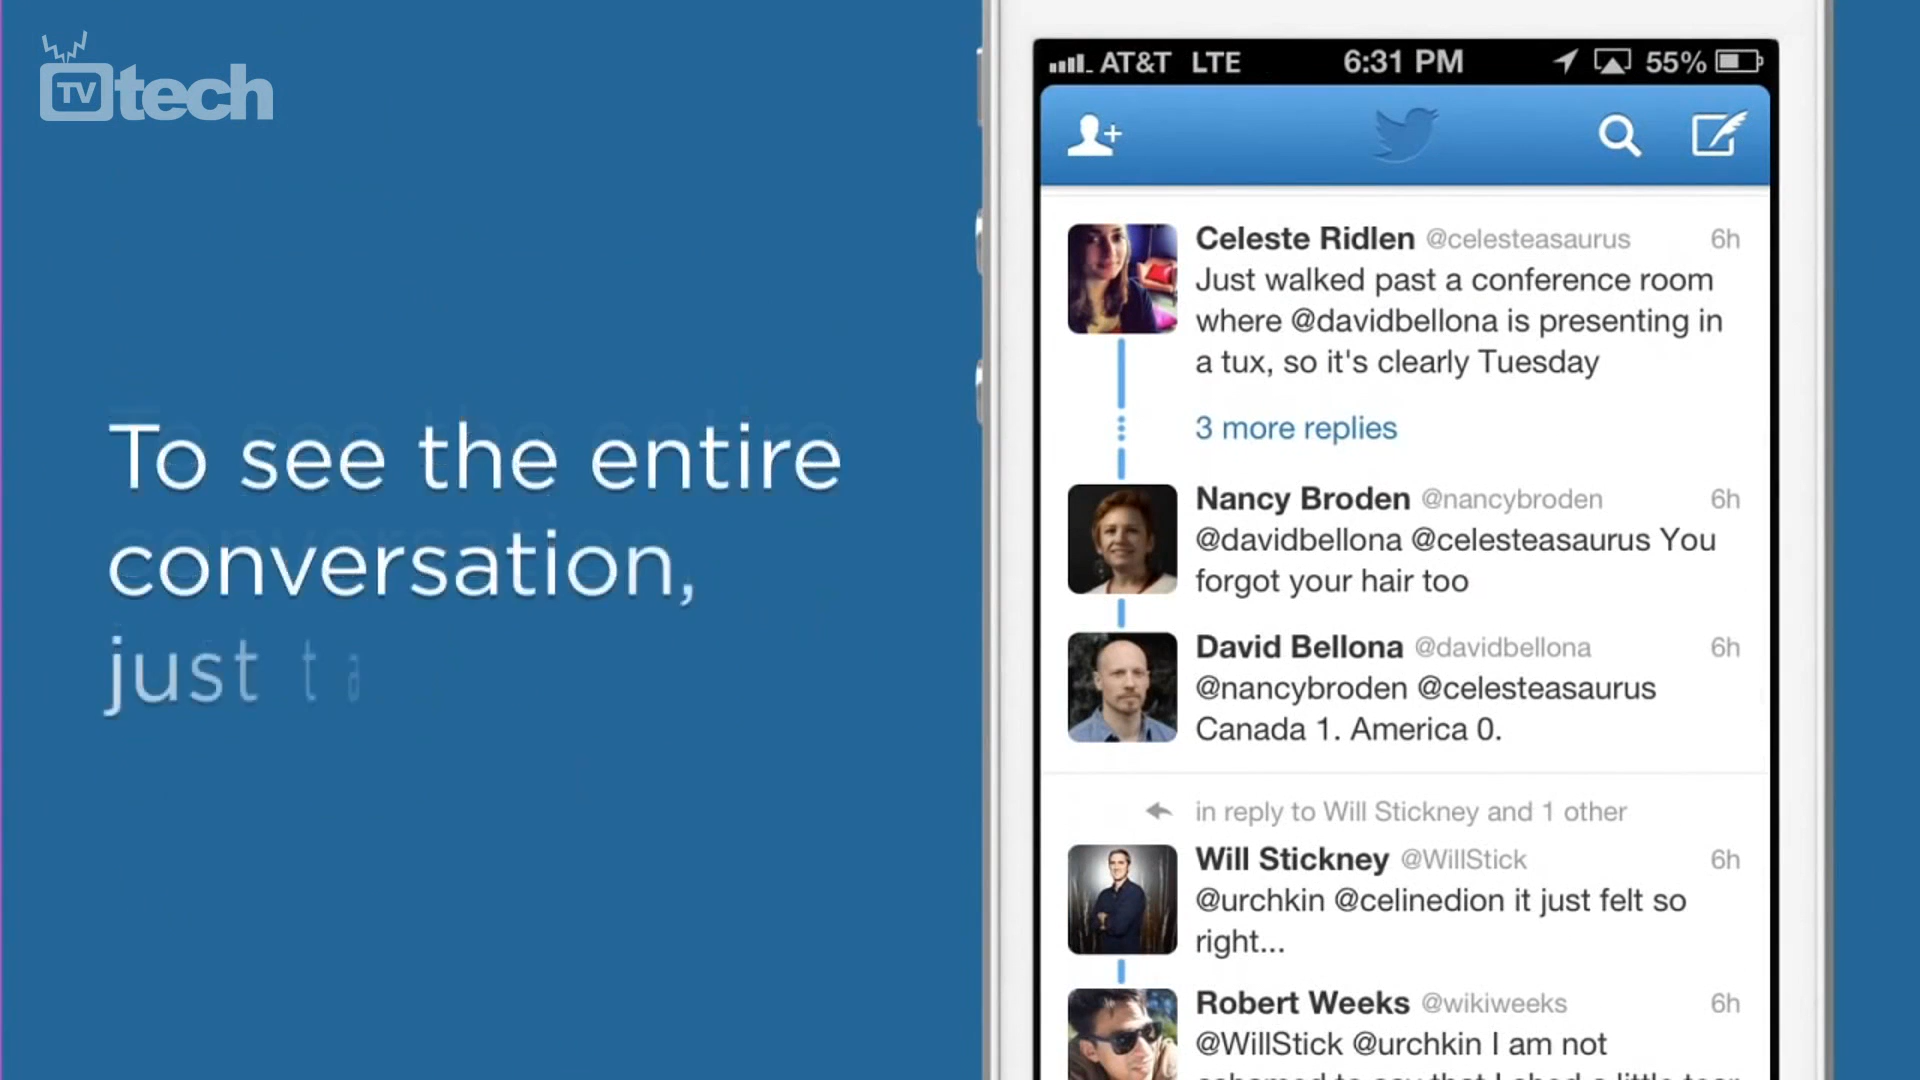 TV tech
AT&T LTE 6:31 PM 55%
To see the entire
conversation,
just ta
Celeste Ridlen @celesteasaurus 6h
Just walked past a conference room
where @davidbellona is presenting in
a tux, so it's clearly Tuesday
3 more replies
Nancy Broden @nancybroden 6h
@davidbellona @celesteasaurus You
forgot your hair too
David Bellona @davidbellona 6h
@nancybroden @celesteasaurus
Canada 1. America 0.
in reply to Will Stickney and 1 other
Will Stickney @WillStick 6h
@urchkin @celinedion it just felt so
right...
Robert Weeks @wikiweeks 6h
@WillStick @urchkin I am not